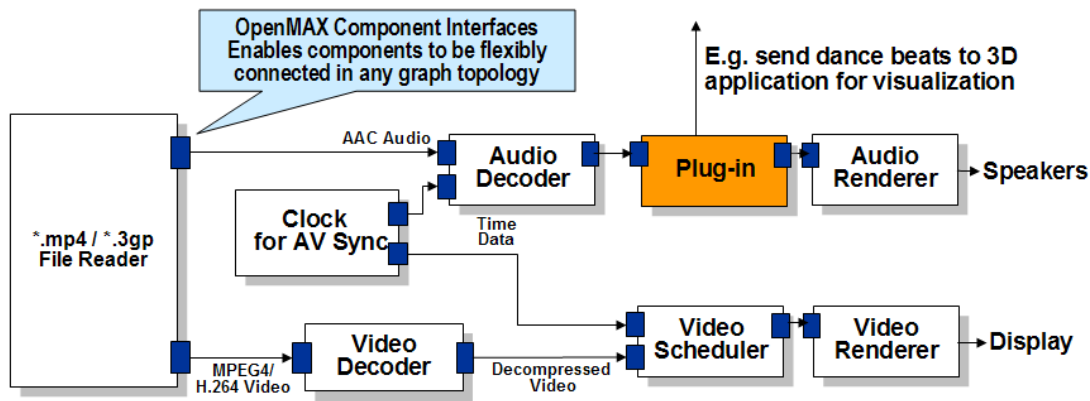 OpenMAX Component Interfaces
Enables components to be flexibly
connected in any graph topology
E.g. send dance beats to 3D
application for visualization
*.mp4 / *.3gp
File Reader
AAC Audio
Audio
Decoder
Plug-in
Audio
Renderer
Speakers
Clock
for AV Sync
Time
Data
MPEG4/
H.264 Video
Video
Decoder
Decompressed
Video
Video
Scheduler
Video
Renderer
Display